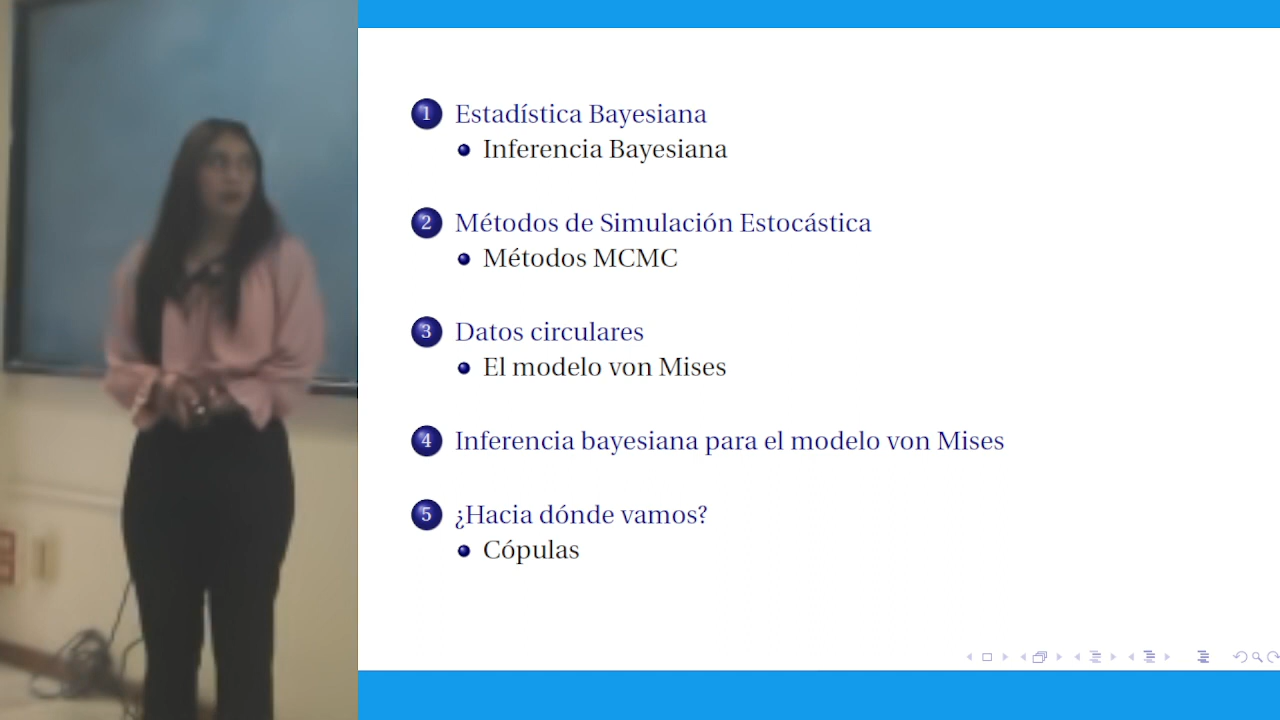 1 Estadística Bayesiana
Inferencia Bayesiana
2 Métodos de Simulación Estocástica
Métodos MCMC
3 Datos circulares
El modelo von Mises
4 Inferencia bayesiana para el modelo von Mises
5 ¿Hacia dónde vamos?
Cópulas